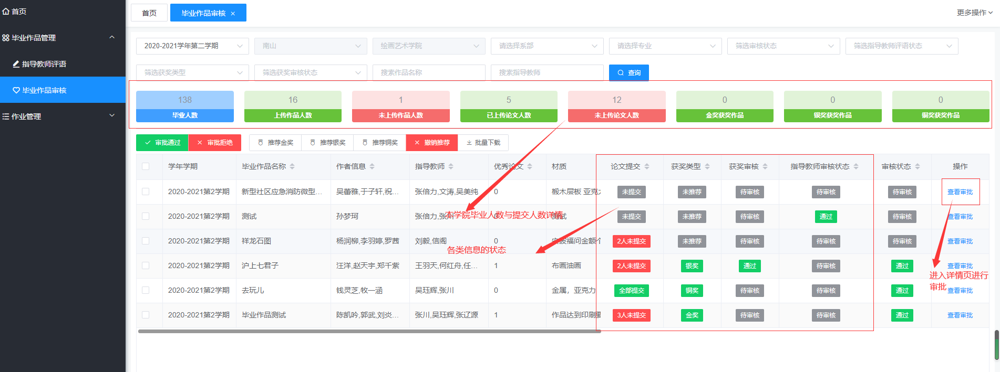 首页
毕业作品管理
指导教师评语
毕业作品审核
作业管理
首页 毕业作品审核 ×
更多操作
2020-2021学年第二学期 南山 绘画艺术学院 请选择系部 请选择专业 筛选审核状态 筛选指导教师评语状态
筛选获奖类型 筛选获奖审核状态 搜索作品名称 搜索指导教师 查询
138 16 1 5 12 0 0 0
毕业人数 上传作品人数 未上传作品人数 已上传论文人数 未上传论文人数 金奖获奖作品 银奖获奖作品 铜奖获奖作品
审批通过 审批拒绝 推荐金奖 推荐银奖 推荐铜奖 撤销推荐 批量下载
学年学期 毕业作品名称 作者信息 指导教师 优秀论文 材质 论文提交 获奖类型 获奖审核 指导教师审核状态 审核状态 操作
2020-2021第2学期 新型社区应急消防微型... 吴蕾雅,于子轩,祝... 张倍力,文涛,吴美纯 0 椴木层板 亚克 未提交 未推荐 待审核 待审核 待审核 查看审批
2020-2021第2学期 测试 孙梦珂 张倍力,张 测试 未提交 未推荐 待审核 通过 待审核 查看审批
本学院毕业人数与提交人数详情
2020-2021第2学期 祥龙石图 杨润柳,李羽婷,罗茜 刘毅,信阁 0 波福问金额 2人未提交 未推荐 待审核 待审核 待审核 查看审批
各类信息的状态
2020-2021第2学期 沪上七君子 汪洋,赵天宇,郑千紫 王羽天,何红舟,任... 1 布画油画 2人未提交 银奖 通过 待审核 通过 查看审批
进入详情页进行
审批
2020-2021第2学期 去玩儿 钱灵芝,牧一涵 吴珏辉,张川 0 金属，亚克力 全部提交 铜奖 待审核 待审核 通过 查看审批
2020-2021第2学期 毕业作品测试 陈凯吟,郭武,刘炎... 张川,吴珏辉,张辽源 1 作品达到印刷要 3人未提交 金奖 待审核 待审核 通过 查看审批